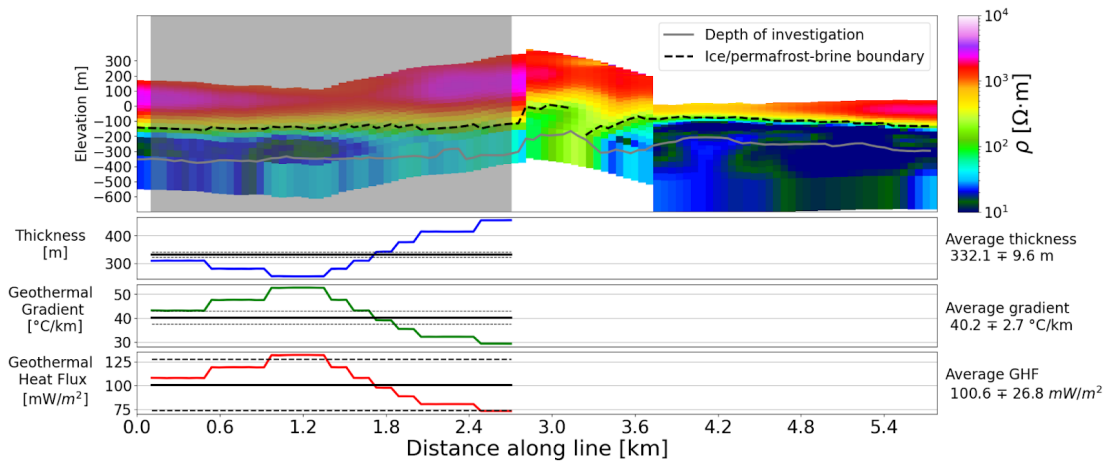 300
200
100
0
−100
−200
−300
−400
−500
−600
Elevation [m]
Depth of investigation
Ice/permafrost-brine boundary
10⁴
10³
10²
10¹
ρ [Ω·m]
Thickness
[m]
400
300
Average thickness
332.1 ∓ 9.6 m
Geothermal
Gradient
[°C/km]
50
40
30
Average gradient
40.2 ∓ 2.7 °C/km
Geothermal
Heat Flux
[mW/m²]
125
100
75
Average GHF
100.6 ∓ 26.8 mW/m²
0.0 0.6 1.2 1.8 2.4 3.0 3.6 4.2 4.8 5.4
Distance along line [km]